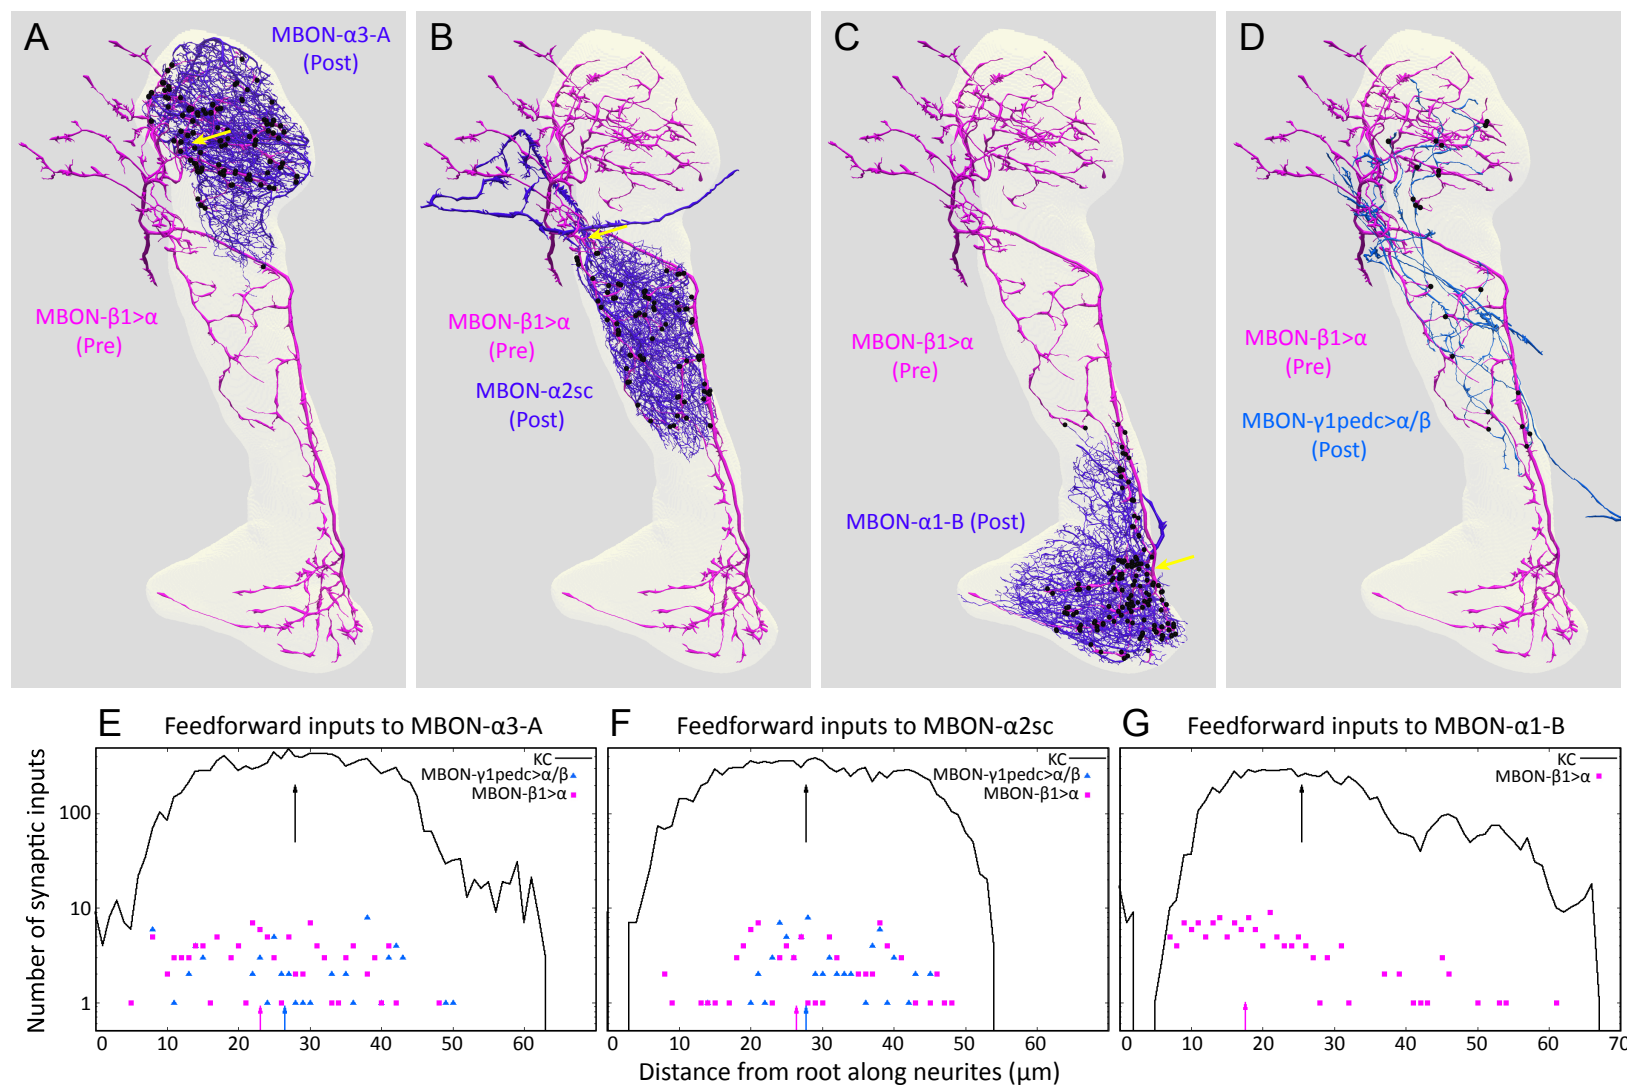 A
MBON-α3-A
(Post)
MBON-β1>α
(Pre)
B
MBON-β1>α
(Pre)
MBON-α2sc
(Post)
C
MBON-β1>α
(Pre)
MBON-α1-B (Post)
D
MBON-β1>α
(Pre)
MBON-γ1pedc>α/β
(Post)
E Feedforward inputs to MBON-α3-A
KC
MBON-γ1pedc>α/β
MBON-β1>α
Number of synaptic inputs
100
10
1
0 10 20 30 40 50 60
F Feedforward inputs to MBON-α2sc
KC
MBON-γ1pedc>α/β
MBON-β1>α
0 10 20 30 40 50 60
G Feedforward inputs to MBON-α1-B
KC
MBON-β1>α
0 10 20 30 40 50 60 70
Distance from root along neurites (μm)